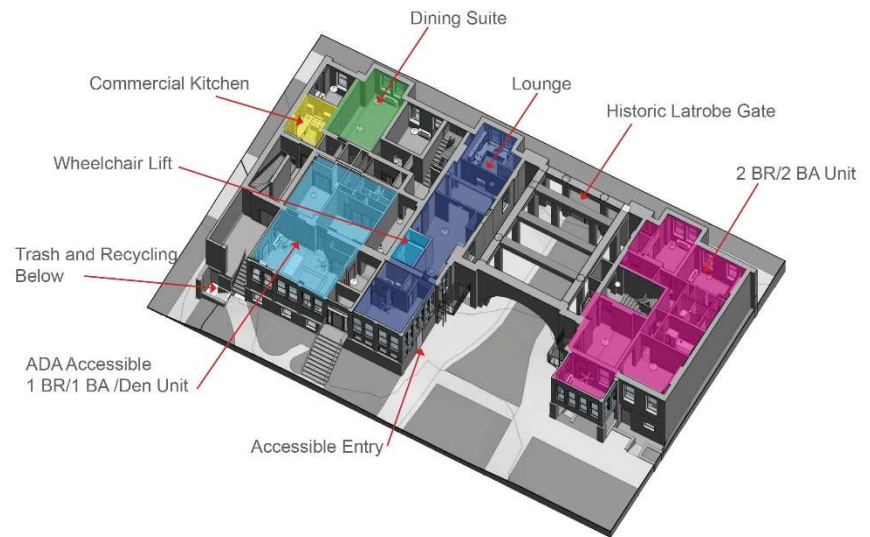 Dining Suite
Commercial Kitchen
Lounge
Historic Latrobe Gate
Wheelchair Lift
2 BR/2 BA Unit
Trash and Recycling
Below
ADA Accessible
1 BR/1 BA /Den Unit
Accessible Entry